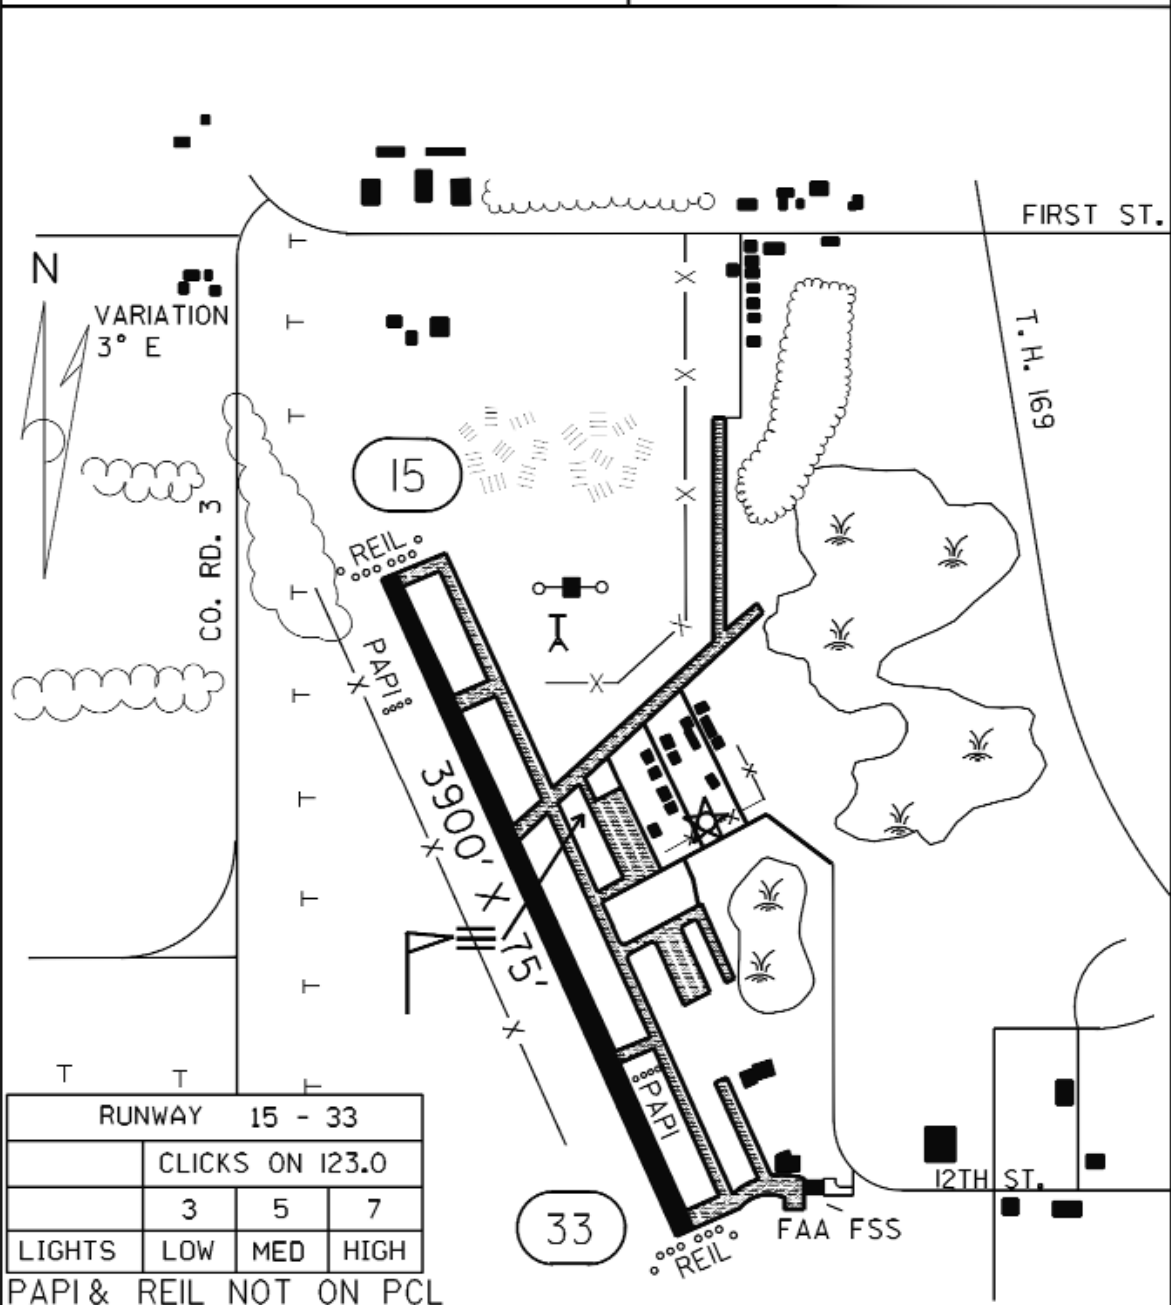 FIRST ST.
N
VARIATION
3° E
T.H. 169
15
CO. RD. 3
REIL
PAPI
3900' X 75'
PAPI
RUNWAY 15 - 33
CLICKS ON 123.0
3 5 7
LIGHTS LOW MED HIGH
PAPI & REIL NOT ON PCL
33
REIL
12TH ST.
FAA FSS